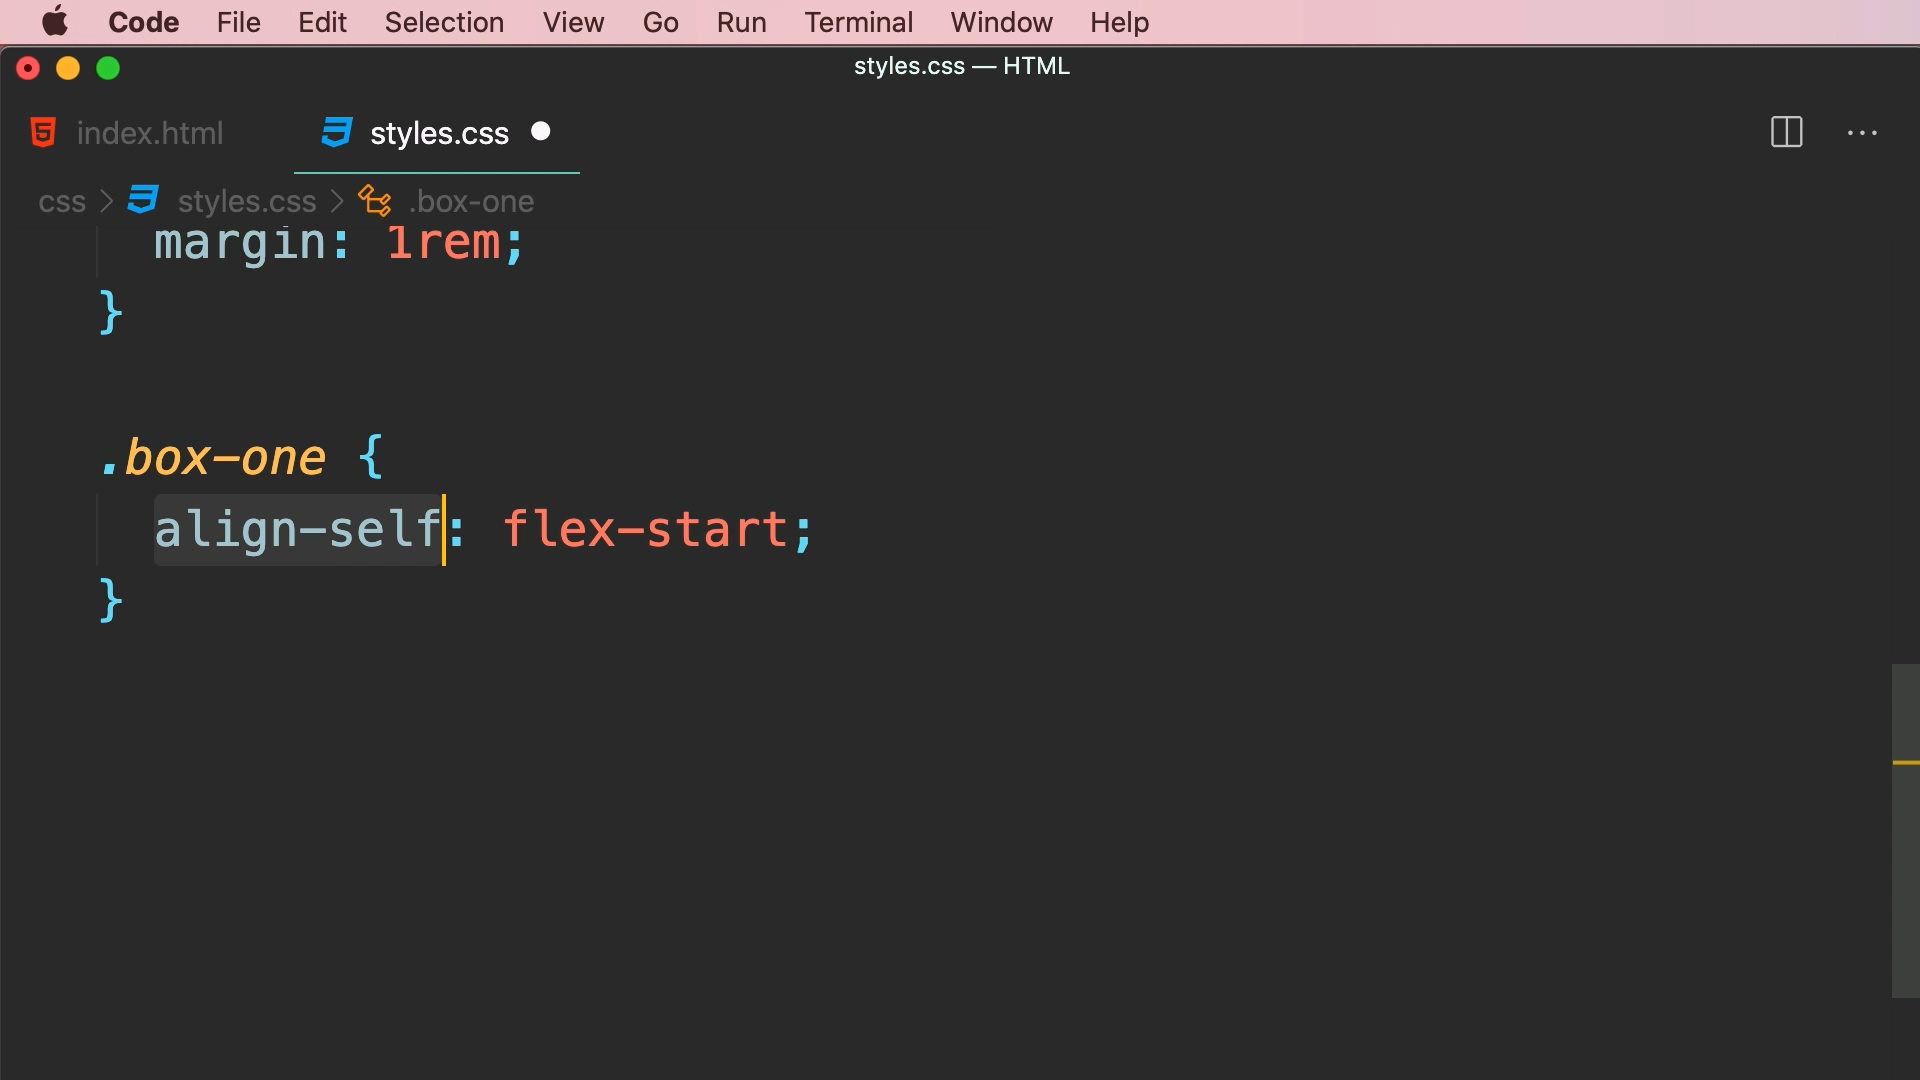 Code File Edit Selection View Go Run Terminal Window Help
styles.css — HTML
index.html styles.css
css > styles.css > .box-one
margin: 1rem;
}
.box-one {
align-self: flex-start;
}